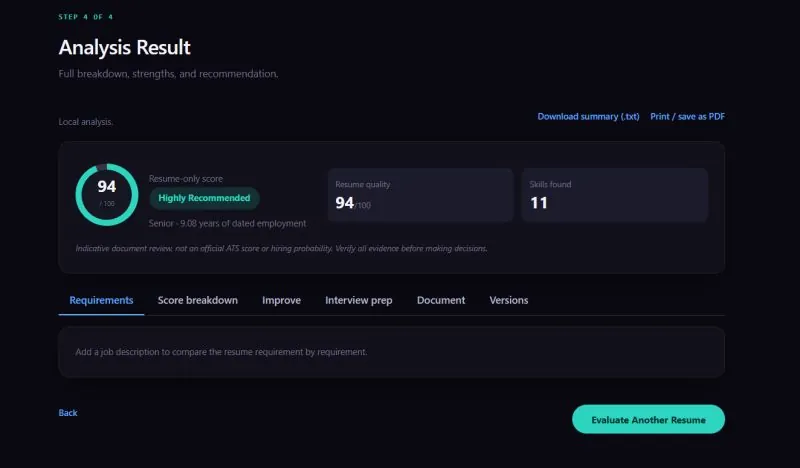 STEP 4 OF 4
Analysis Result
Full breakdown, strengths, and recommendation.
Local analysis.
Download summary (.txt) Print / save as PDF
94
/ 100
Resume-only score
Highly Recommended
Senior · 9.08 years of dated employment
Resume quality
94/100
Skills found
11
Indicative document review, not an official ATS score or hiring probability. Verify all evidence before making decisions.
Requirements Score breakdown Improve Interview prep Document Versions
Add a job description to compare the resume requirement by requirement.
Back
Evaluate Another Resume